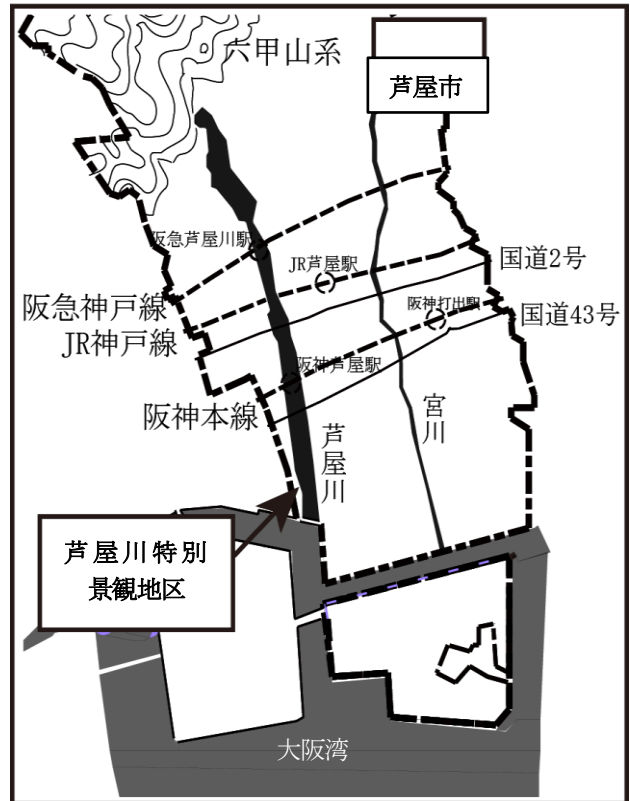 六甲山系
芦屋市
阪急芦屋川駅
JR芦屋駅
国道2号
阪急神戸線
阪神打出駅
国道43号
JR神戸線
阪神芦屋駅
阪神本線
芦屋川
宮川
芦屋川特別
景観地区
大阪湾